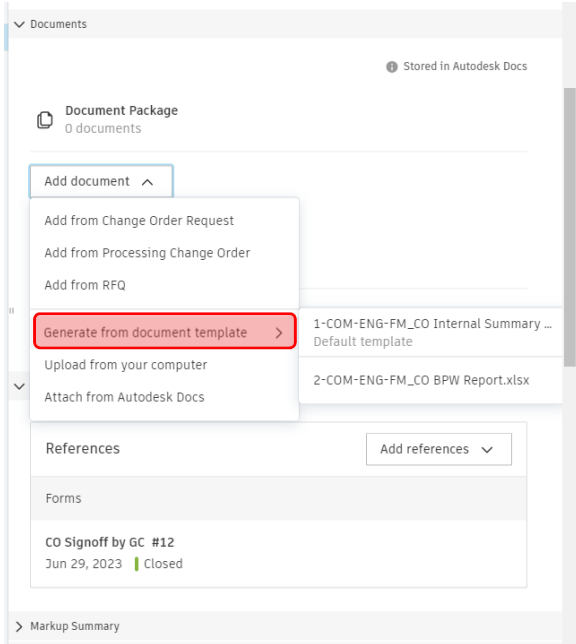 Documents
Stored in Autodesk Docs
Document Package
0 documents
Add document
Add from Change Order Request
Add from Processing Change Order
Add from RFQ
Generate from document template
1-COM-ENG-FM_CO Internal Summary ...
Default template
Upload from your computer
2-COM-ENG-FM_CO BPW Report.xlsx
Attach from Autodesk Docs
References
Add references
Forms
CO Signoff by GC #12
Jun 29, 2023
Closed
Markup Summary